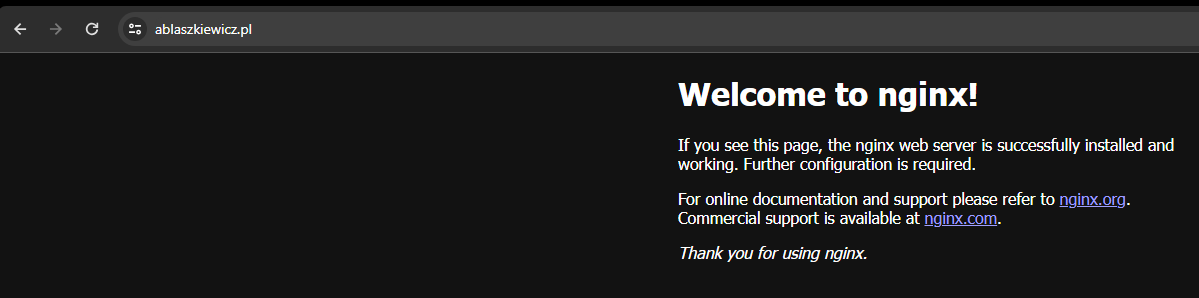 ablaszkiewicz.pl
Welcome to nginx!
If you see this page, the nginx web server is successfully installed and
working. Further configuration is required.
For online documentation and support please refer to nginx.org.
Commercial support is available at nginx.com.
Thank you for using nginx.